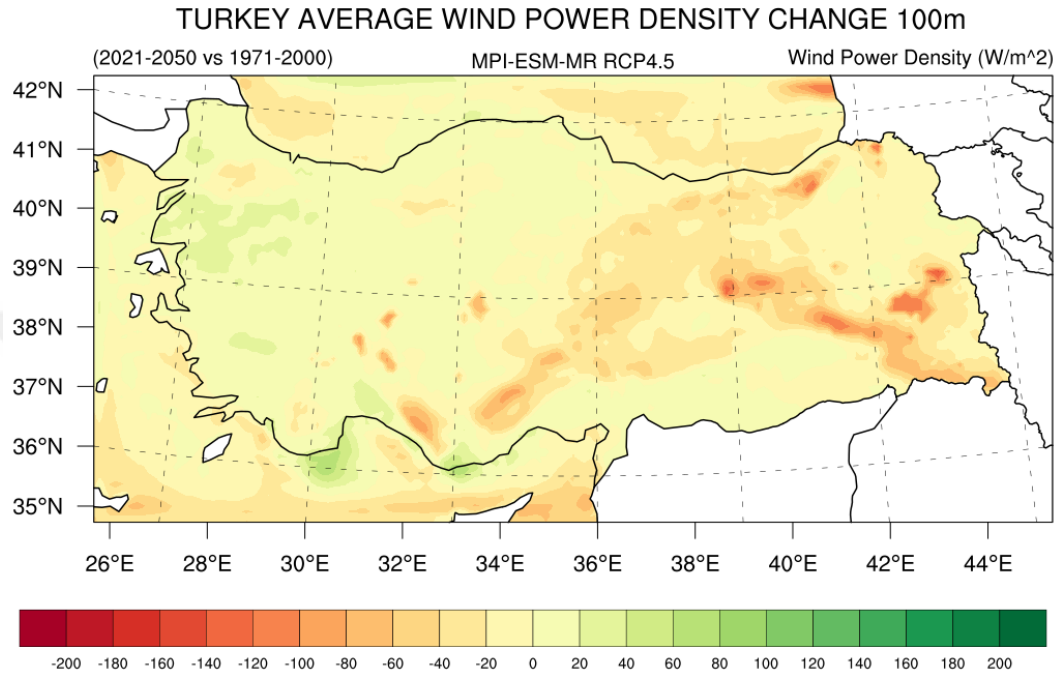 TURKEY AVERAGE WIND POWER DENSITY CHANGE 100m
(2021-2050 vs 1971-2000) MPI-ESM-MR RCP4.5 Wind Power Density (W/m^2)
42°N
41°N
40°N
39°N
38°N
37°N
36°N
35°N
26°E 28°E 30°E 32°E 34°E 36°E 38°E 40°E 42°E 44°E
-200 -180 -160 -140 -120 -100 -80 -60 -40 -20 0 20 40 60 80 100 120 140 160 180 200